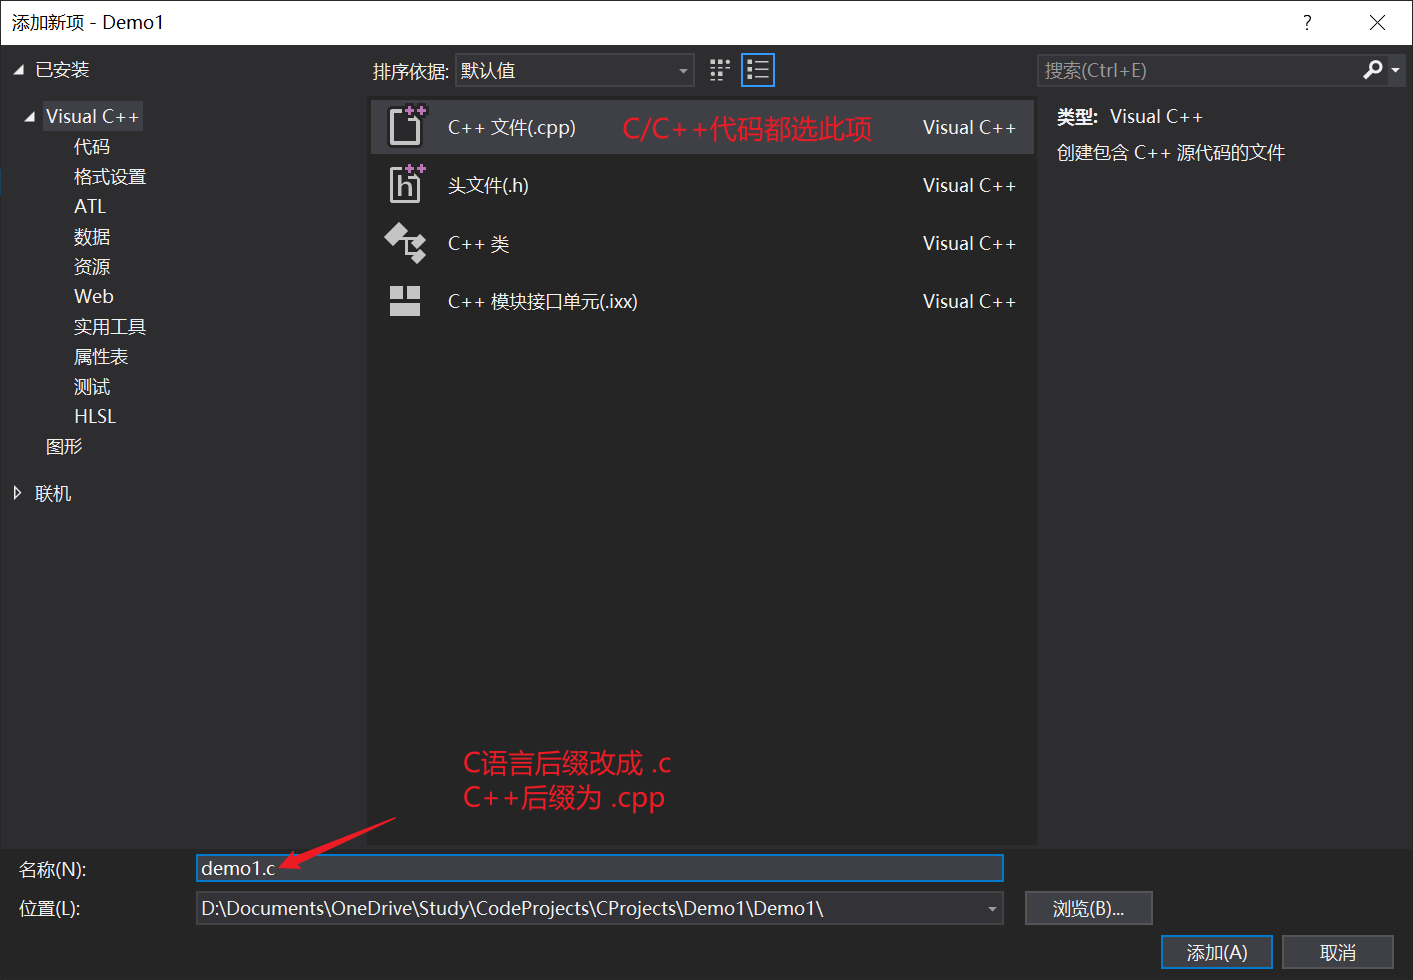 添加新项 - Demo1
?
已安装
排序依据: 默认值
搜索(Ctrl+E)
Visual C++
代码
格式设置
ATL
数据
资源
Web
实用工具
属性表
测试
HLSL
图形
联机
C++ 文件(.cpp) C/C++代码都选此项 Visual C++
头文件(.h) Visual C++
C++ 类 Visual C++
C++ 模块接口单元(.ixx) Visual C++
类型: Visual C++
创建包含 C++ 源代码的文件
C语言后缀改成 .c
C++后缀为 .cpp
名称(N): demo1.c
位置(L): D:\Documents\OneDrive\Study\CodeProjects\CProjects\Demo1\Demo1\
浏览(B)...
添加(A) 取消